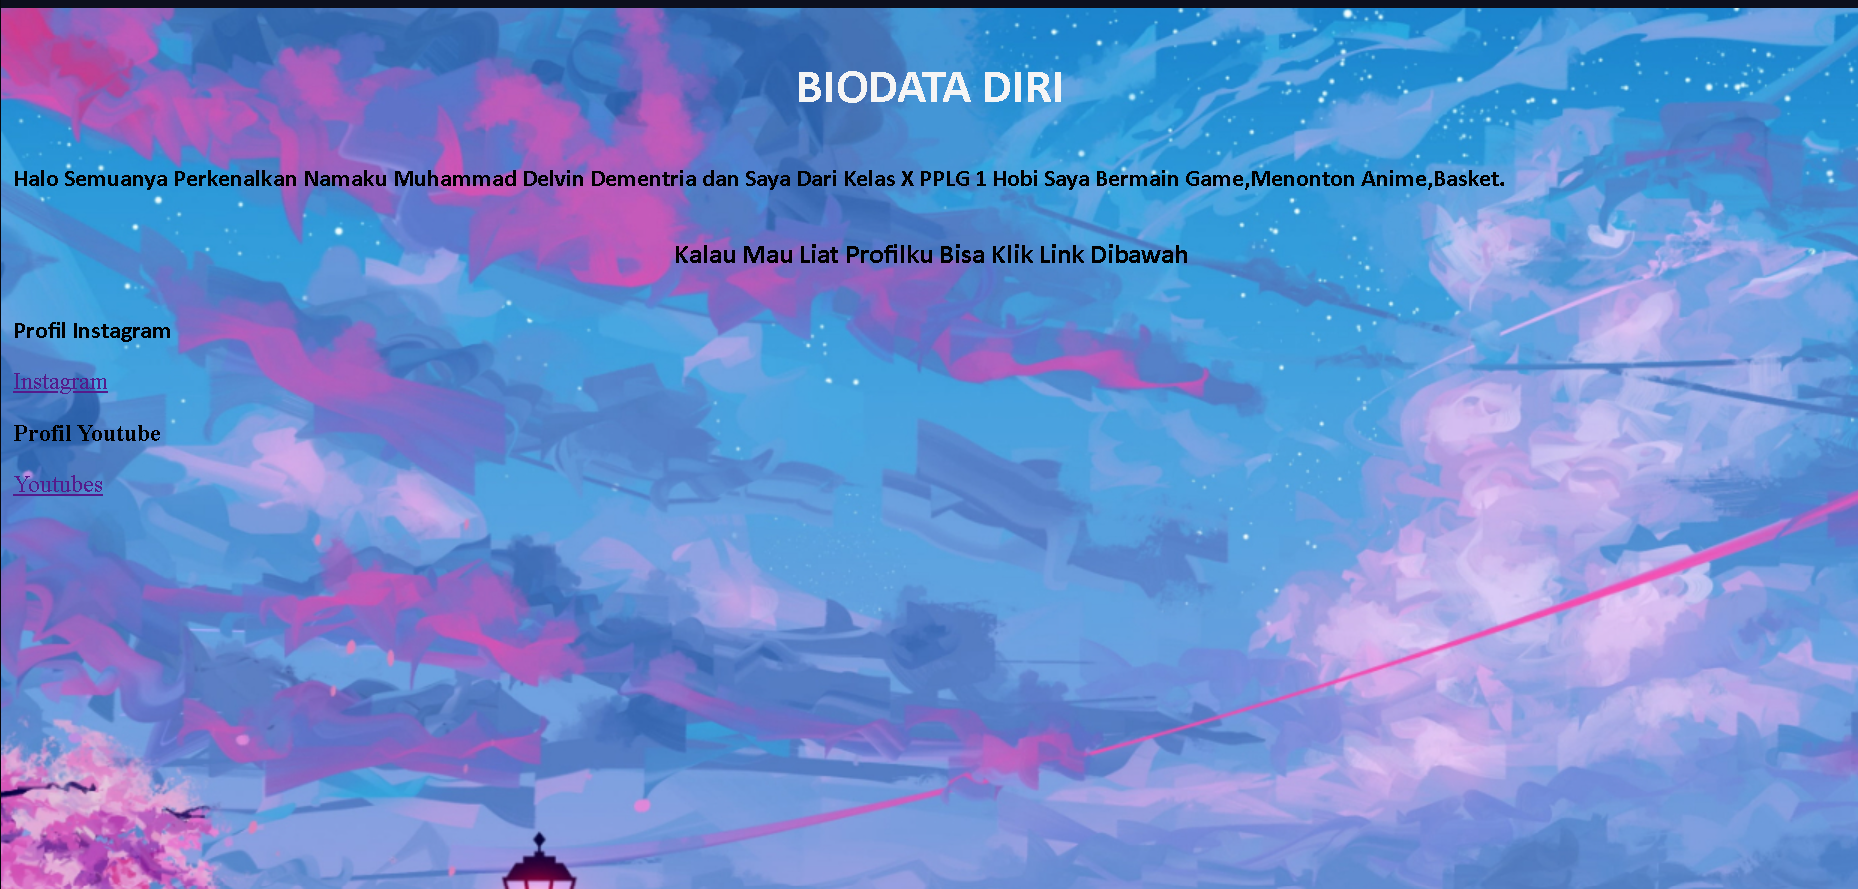 BIODATA DIRI
Halo Semuanya Perkenalkan Namaku Muhammad Delvin Dementria dan Saya Dari Kelas X PPLG 1 Hobi Saya Bermain Game,Menonton Anime,Basket.
Kalau Mau Liat Profilku Bisa Klik Link Dibawah
Profil Instagram
Instagram
Profil Youtube
Youtubes